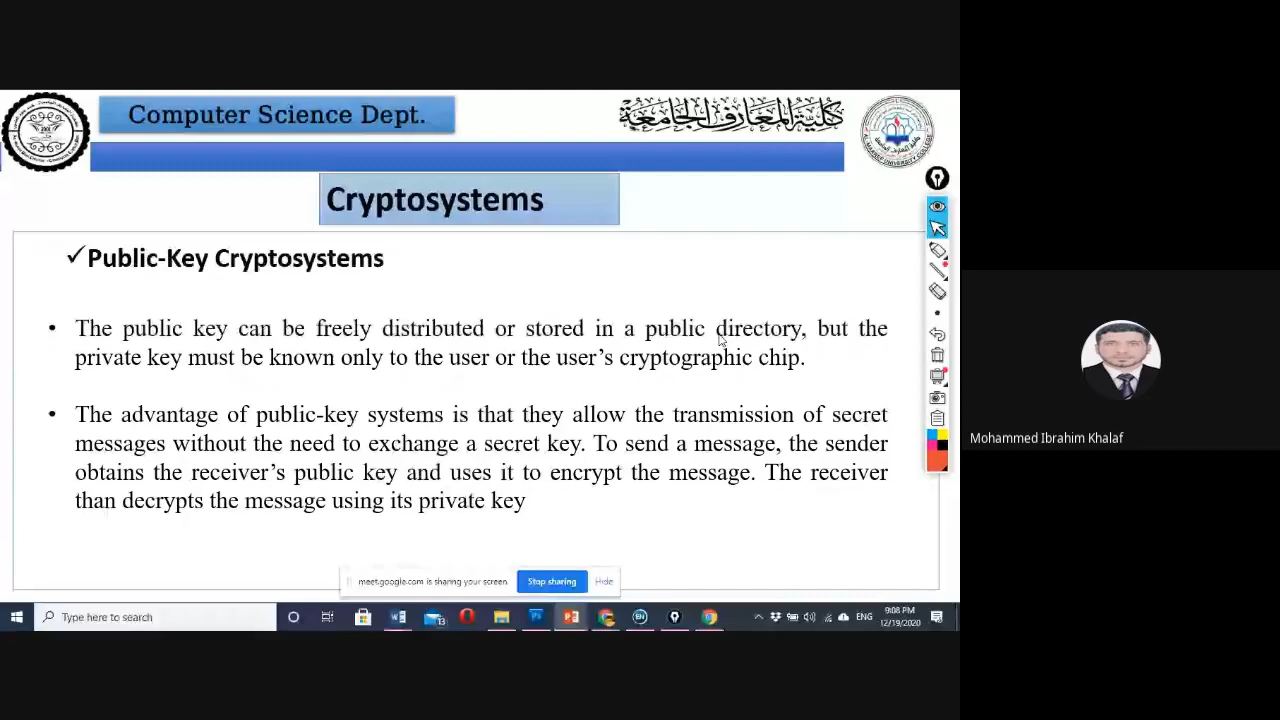 Computer Science Dept.
كلية المعارف الجامعة
Cryptosystems
✓Public-Key Cryptosystems
• The public key can be freely distributed or stored in a public directory, but the
private key must be known only to the user or the user’s cryptographic chip.
• The advantage of public-key systems is that they allow the transmission of secret
messages without the need to exchange a secret key. To send a message, the sender
obtains the receiver’s public key and uses it to encrypt the message. The receiver
than decrypts the message using its private key
Mohammed Ibrahim Khalaf
meet.google.com is sharing your screen.
Stop sharing
Hide
Type here to search
13
EN
ENG
9:08 PM
12/19/2020